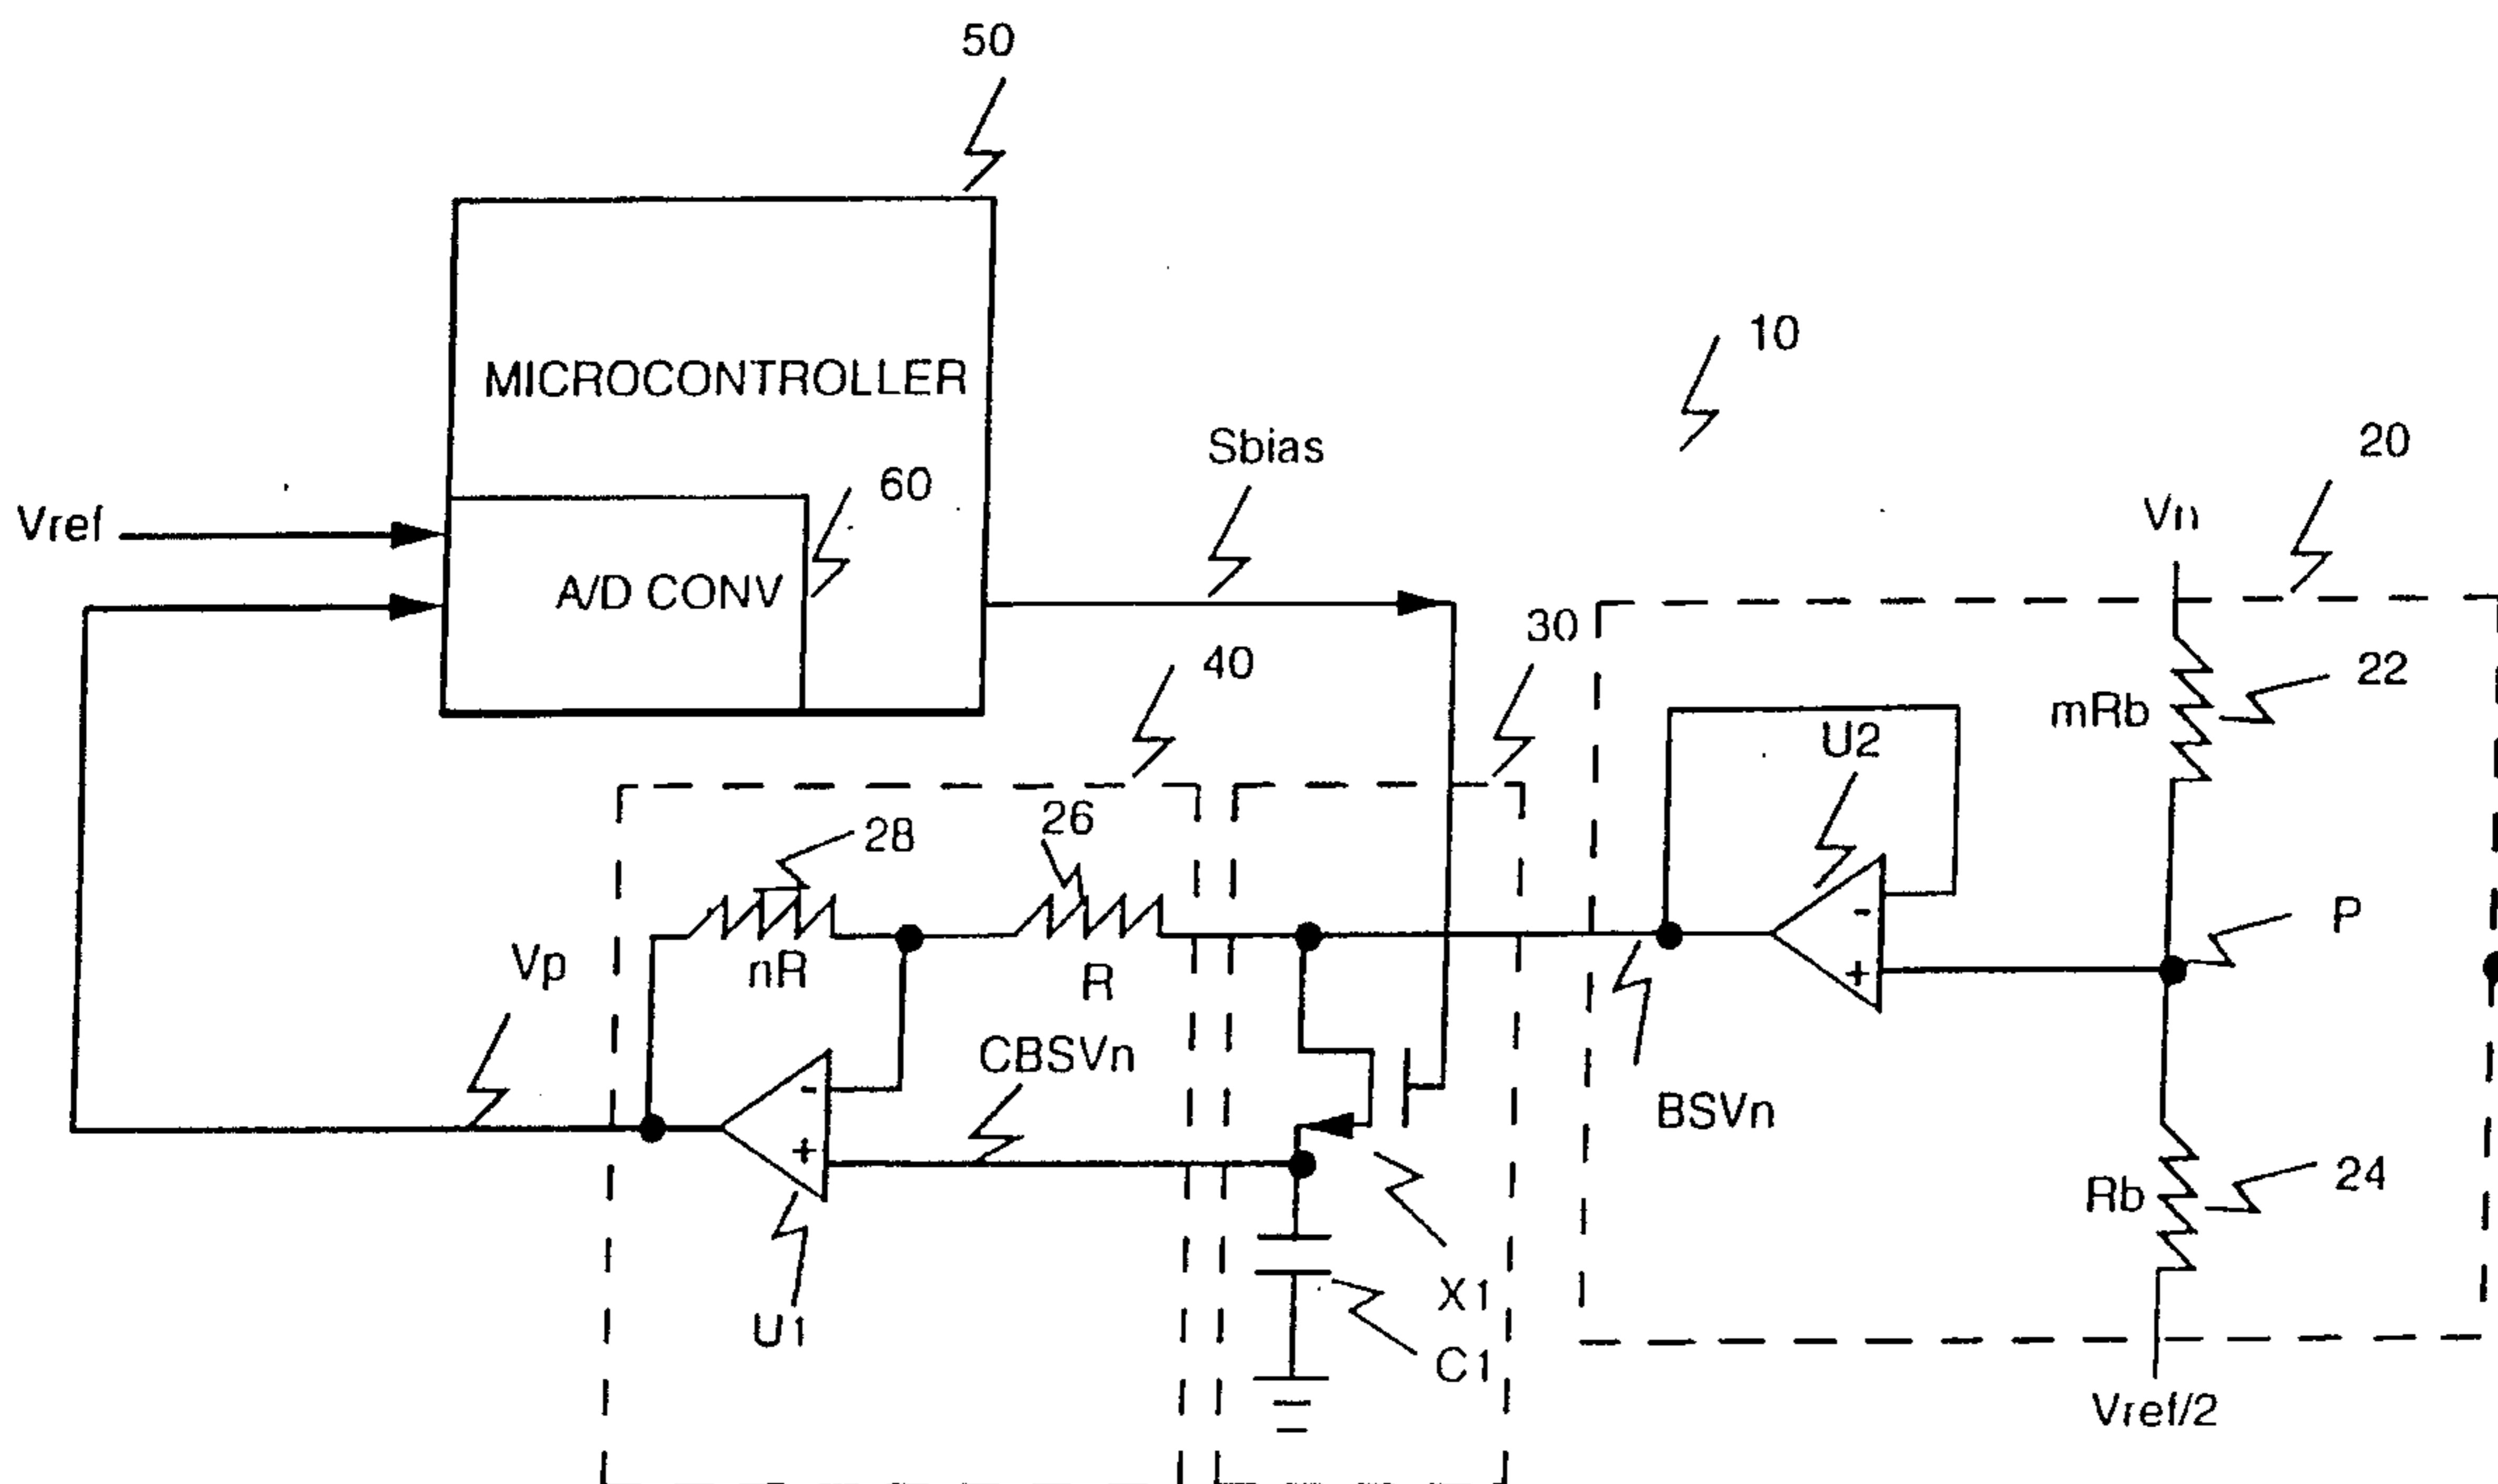 50
10
MICROCONTROLLER
Sbias
20
60
Vn
Vref
A/D CONV
30
40
22
mRb
U2
26
28
-
P
Vp
nR
+
R
CBSVn
BSVn
-
+
24
Rb
X1
U1
C1
Vref/2